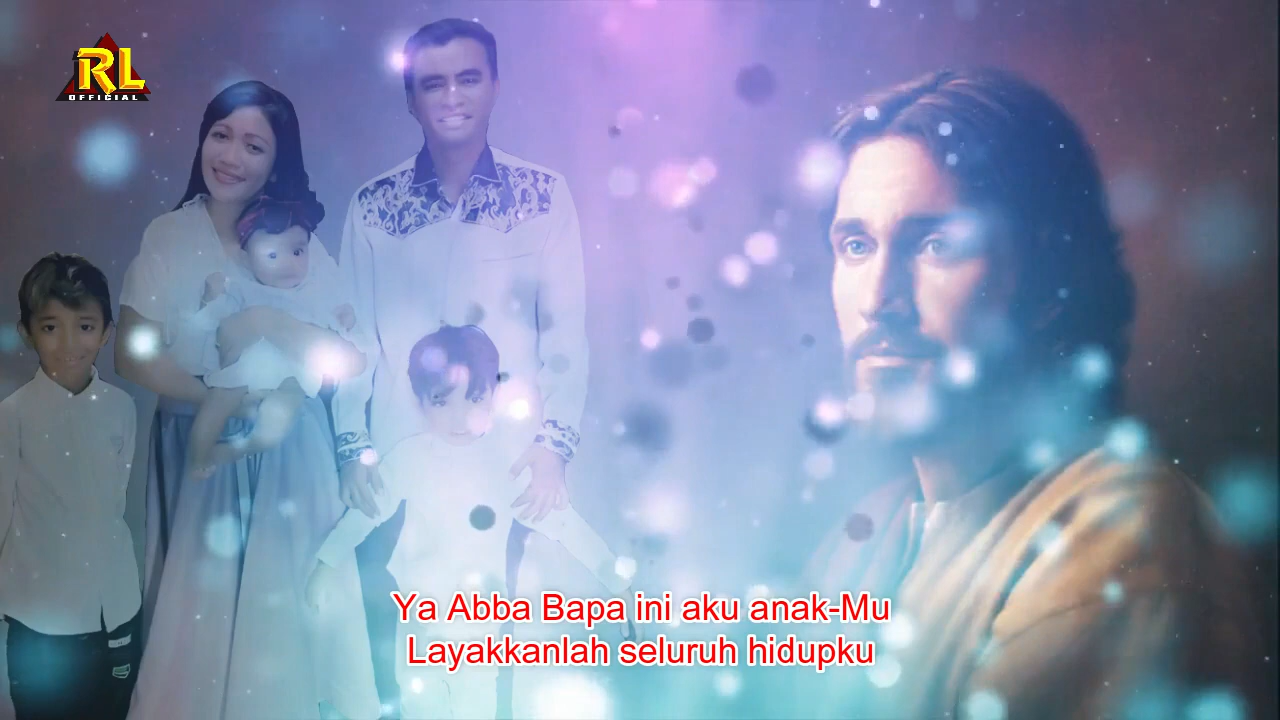 RL
OFFICIAL
Ya Abba Bapa ini aku anak-Mu
Layakkanlah seluruh hidupku